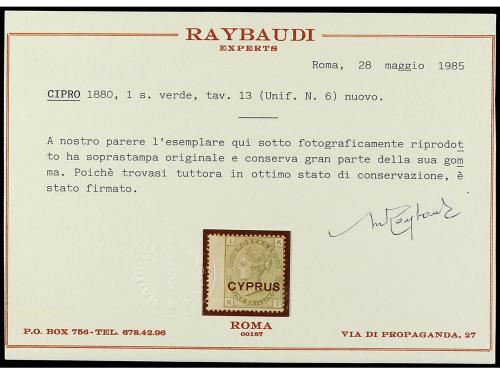 RAYBAUDI
EXPERTS
Roma, 28 maggio 1985
CIPRO 1880, 1 s. verde, tav. 13 (Unif. N. 6) nuovo.
A nostro parere l'esemplare qui sotto fotograficamente riprodot
to ha soprastampa originale e conserva gran parte della sua gom
ma. Poichè trovasi tuttora in ottimo stato di conservazione, è
stato firmato.
CYPRUS
P.O. BOX 756-TEL. 678.42.96
ROMA
00187
VIA DI PROPAGANDA, 27